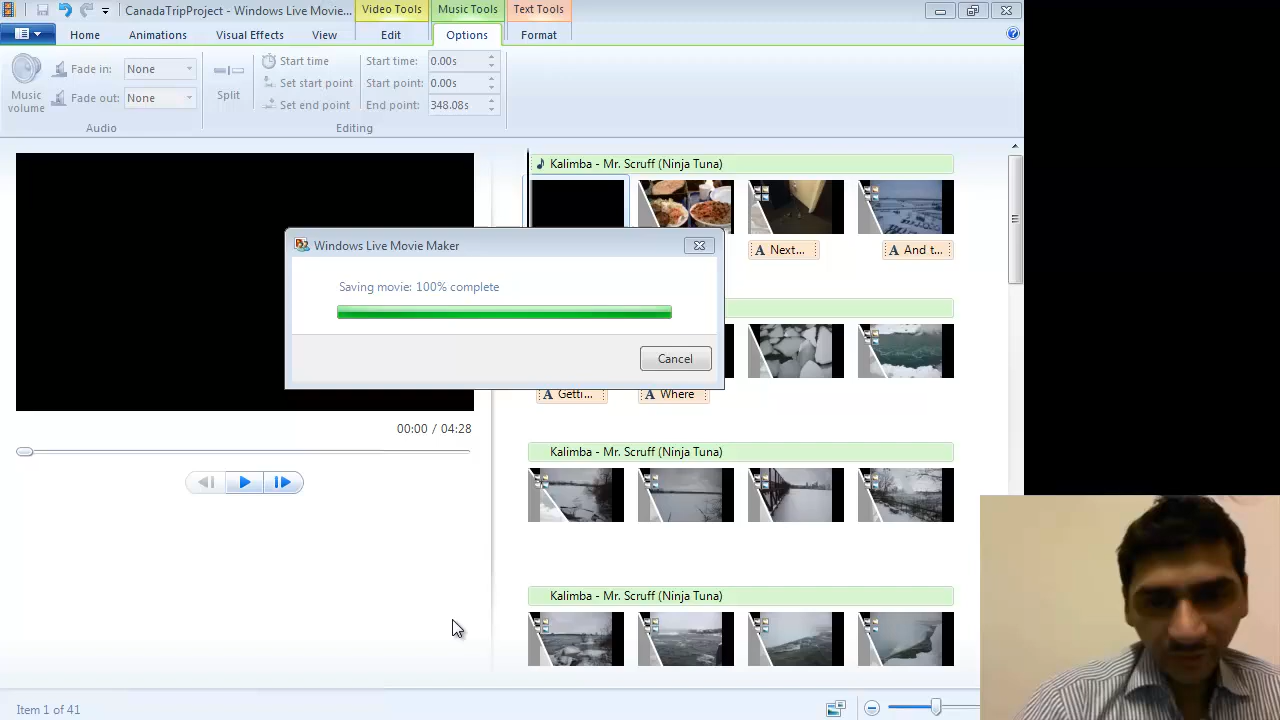 CanadaTripProject - Windows Live Movie...
Video Tools
Music Tools
Text Tools
Home
Animations
Visual Effects
View
Edit
Options
Format
Music volume
Fade in: None
Fade out: None
Audio
Split
Start time
Set start point
Set end point
Start time: 0.00s
Start point: 0.00s
End point: 348.08s
Editing
Kalimba - Mr. Scruff (Ninja Tuna)
A Next...
A And t...
Windows Live Movie Maker
Saving movie: 100% complete
Cancel
A Getti...
A Where
00:00 / 04:28
Kalimba - Mr. Scruff (Ninja Tuna)
Kalimba - Mr. Scruff (Ninja Tuna)
Item 1 of 41